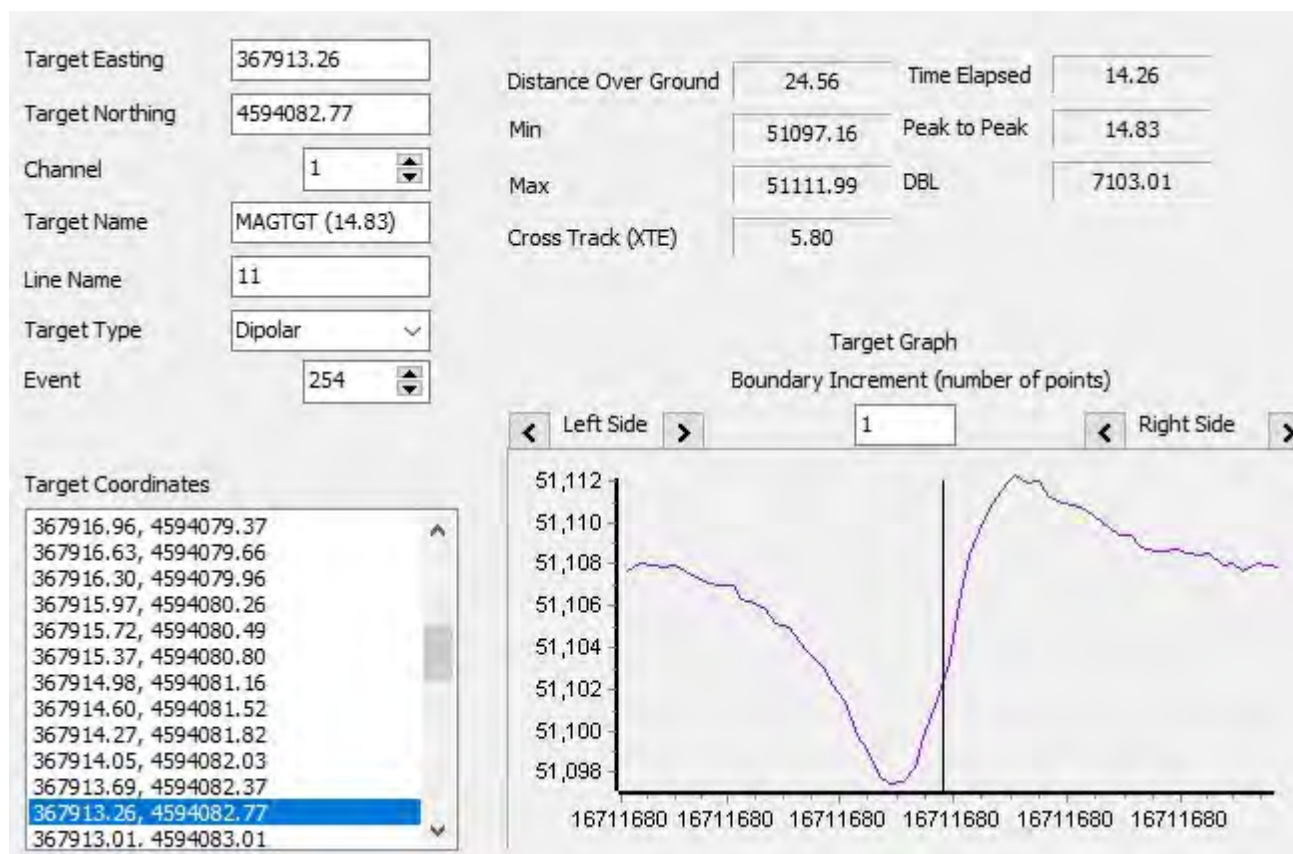 Target Easting 367913.26
Target Northing 4594082.77
Channel 1
Target Name MAGTGT (14.83)
Line Name 11
Target Type Dipolar
Event 254
Distance Over Ground 24.56 Time Elapsed 14.26
Min 51097.16 Peak to Peak 14.83
Max 51111.99 DBL 7103.01
Cross Track (XTE) 5.80
Target Coordinates
367916.96, 4594079.37
367916.63, 4594079.66
367916.30, 4594079.96
367915.97, 4594080.26
367915.72, 4594080.49
367915.37, 4594080.80
367914.98, 4594081.16
367914.60, 4594081.52
367914.27, 4594081.82
367914.05, 4594082.03
367913.69, 4594082.37
367913.26, 4594082.77
367913.01, 4594083.01
Target Graph
Boundary Increment (number of points)
< Left Side > 1 < Right Side >
51,112
51,110
51,108
51,106
51,104
51,102
51,100
51,098
16711680 16711680 16711680 16711680 16711680 16711680